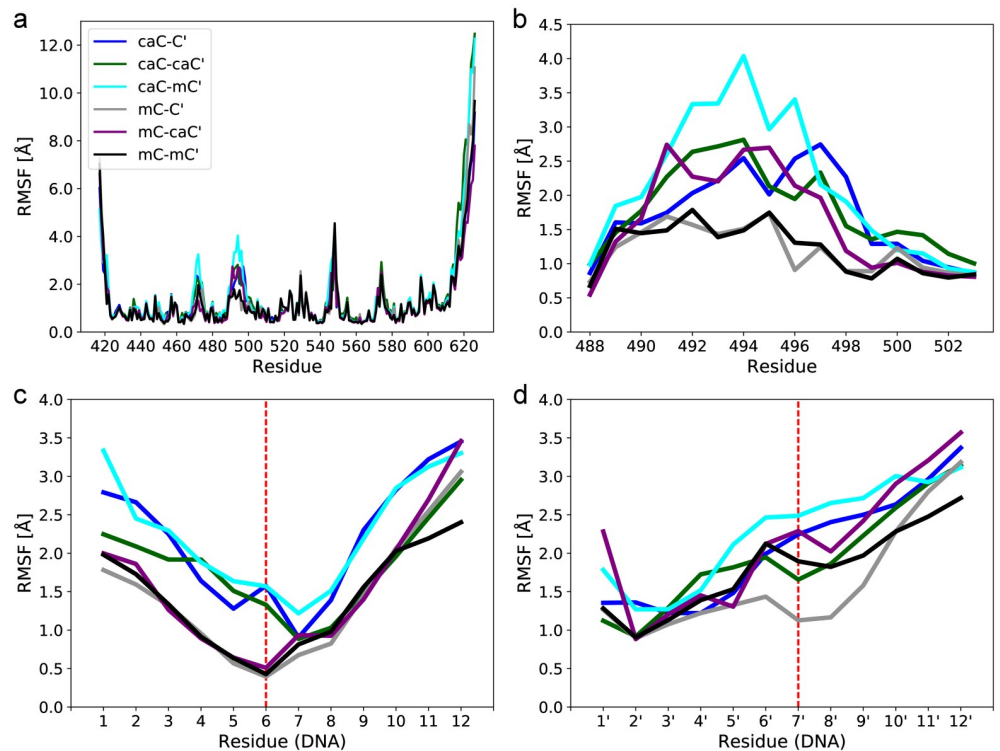 a
12.0
10.0
8.0
6.0
4.0
2.0
0.0
RMSF [Å]
caC-C'
caC-caC'
caC-mC'
mC-C'
mC-caC'
mC-mC'
420 440 460 480 500 520 540 560 580 600 620
Residue
b
4.5
4.0
3.5
3.0
2.5
2.0
1.5
1.0
0.5
0.0
RMSF [Å]
488 490 492 494 496 498 500 502
Residue
c
4.0
3.5
3.0
2.5
2.0
1.5
1.0
0.5
0.0
RMSF [Å]
1 2 3 4 5 6 7 8 9 10 11 12
Residue (DNA)
d
4.0
3.5
3.0
2.5
2.0
1.5
1.0
0.5
0.0
RMSF [Å]
1' 2' 3' 4' 5' 6' 7' 8' 9' 10' 11' 12'
Residue (DNA)